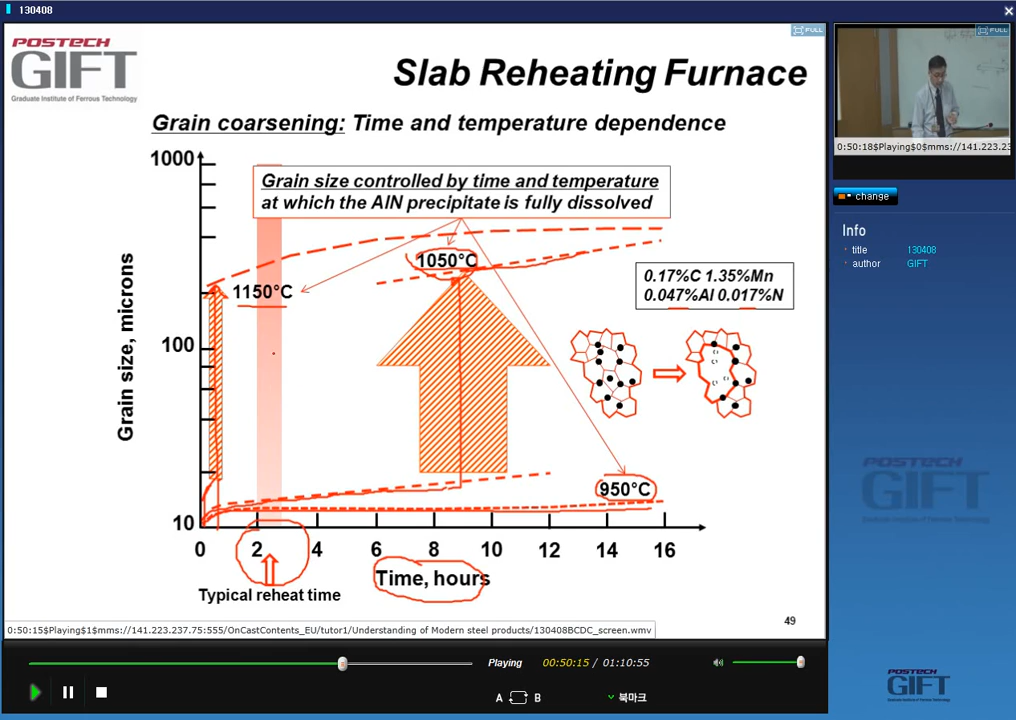 130408
POSTECH
GIFT
Graduate Institute of Ferrous Technology
FULL
Slab Reheating Furnace
Grain coarsening: Time and temperature dependence
1000
Grain size controlled by time and temperature
at which the AlN precipitate is fully dissolved
1050°C
1150°C
0.17%C 1.35%Mn
0.047%Al 0.017%N
100
Grain size, microns
950°C
10
0 2 4 6 8 10 12 14 16
Time, hours
Typical reheat time
49
0:50:15$Playing$1$mms://141.223.237.75:555/OnCastContents_EU/tutor1/Understanding of Modern steel products/130408BCDC_screen.wmv
FULL
0:50:18$Playing$0$mms://141.223.23
change
Info
title 130408
author GIFT
POSTECH
GIFT
Playing 00:50:15 / 01:10:55
A B
북마크
POSTECH
GIFT